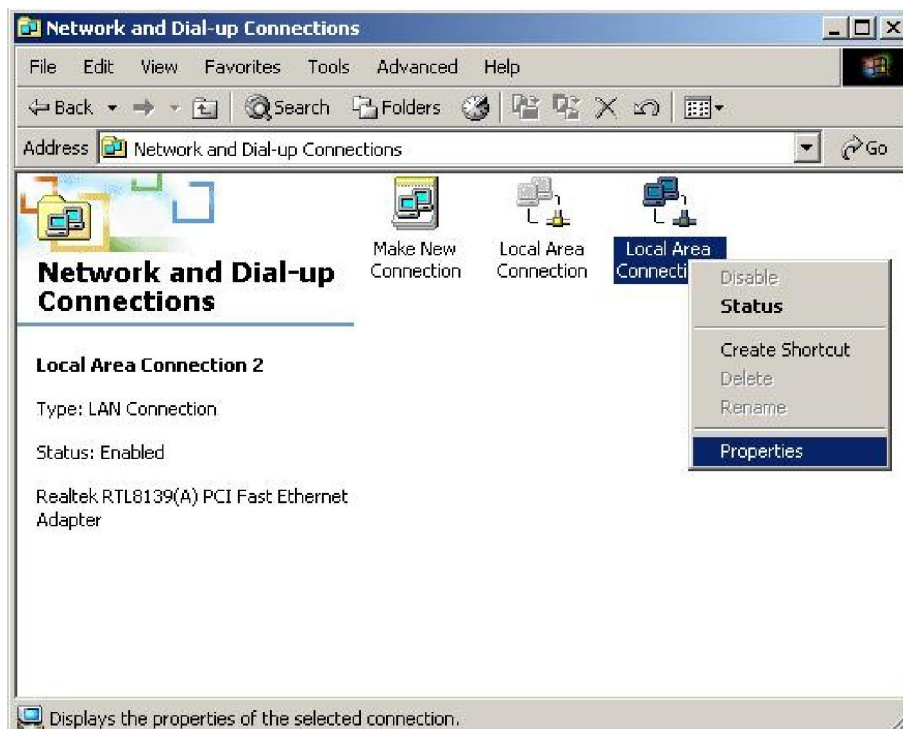 Network and Dial-up Connections
File Edit View Favorites Tools Advanced Help
Back Search Folders
Address Network and Dial-up Connections Go
Make New
Connection
Local Area
Connection
Local Area
Connecti
Network and Dial-up
Connections
Local Area Connection 2
Type: LAN Connection
Status: Enabled
Realtek RTL8139(A) PCI Fast Ethernet
Adapter
Disable
Status
Create Shortcut
Delete
Rename
Properties
Displays the properties of the selected connection.